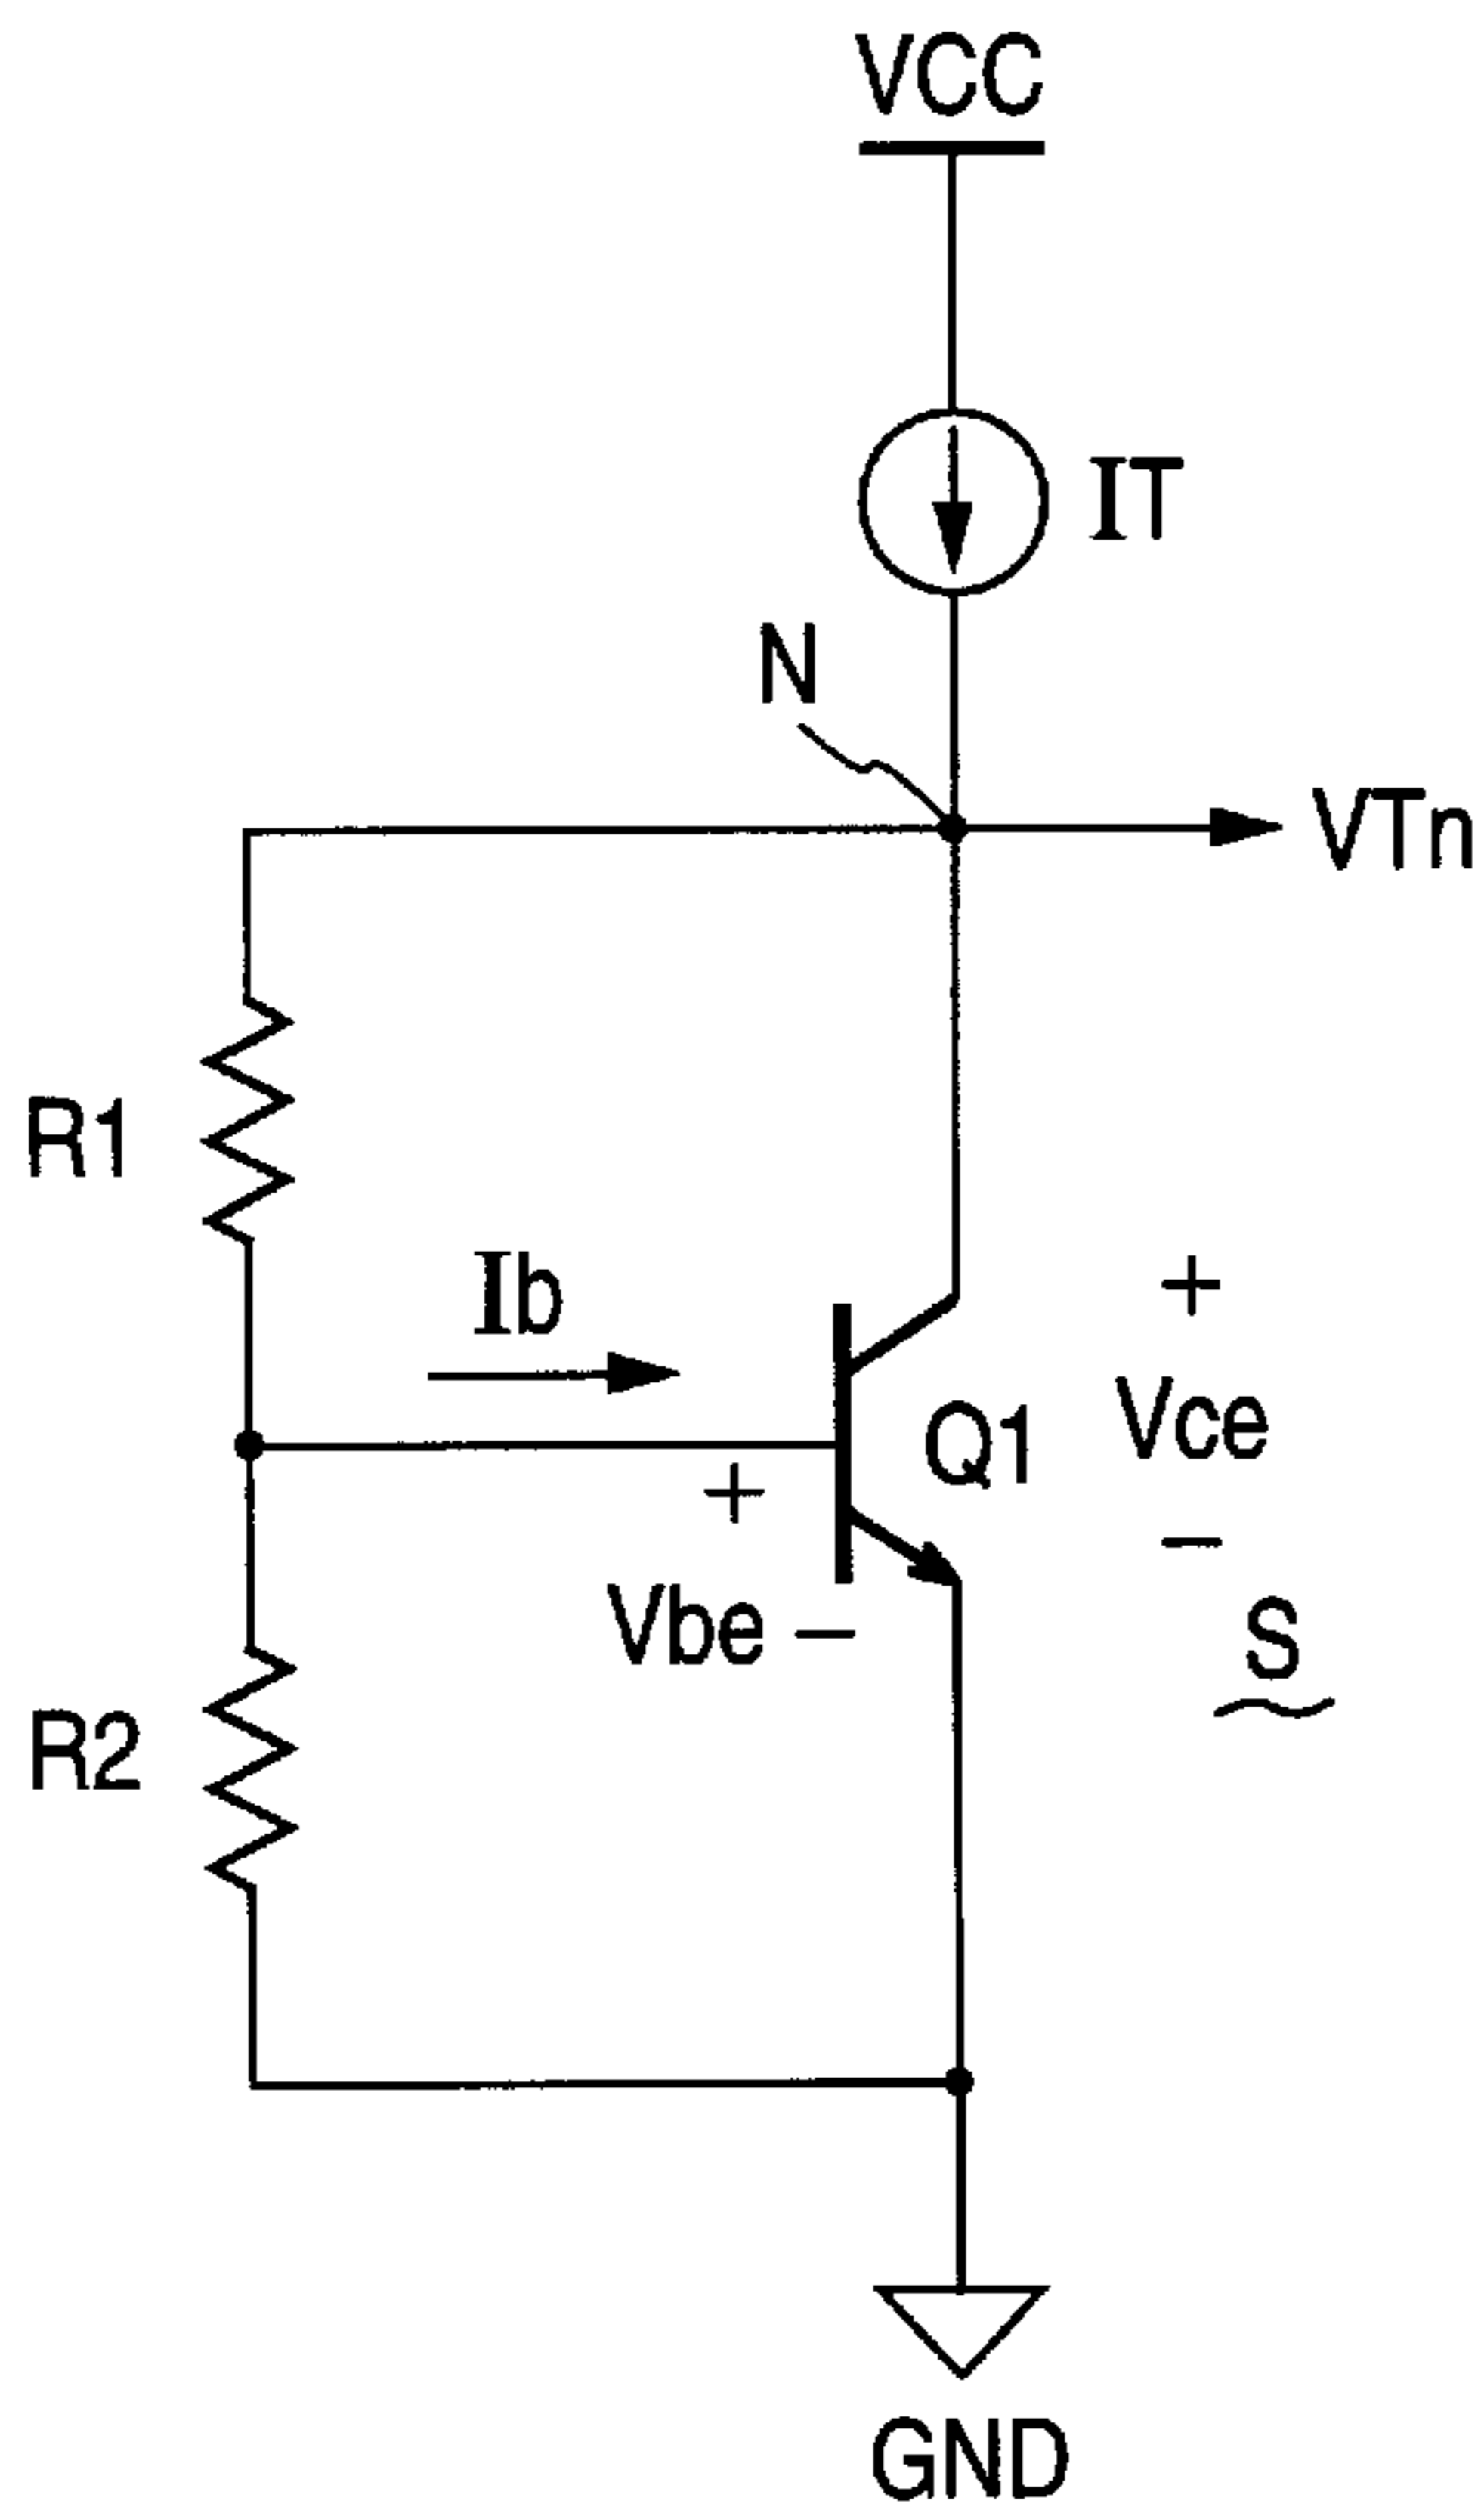 VCC
IT
N
VTn
R1
Ib
+
Q1
Vce
+
Vbe −
−
S
R2
GND